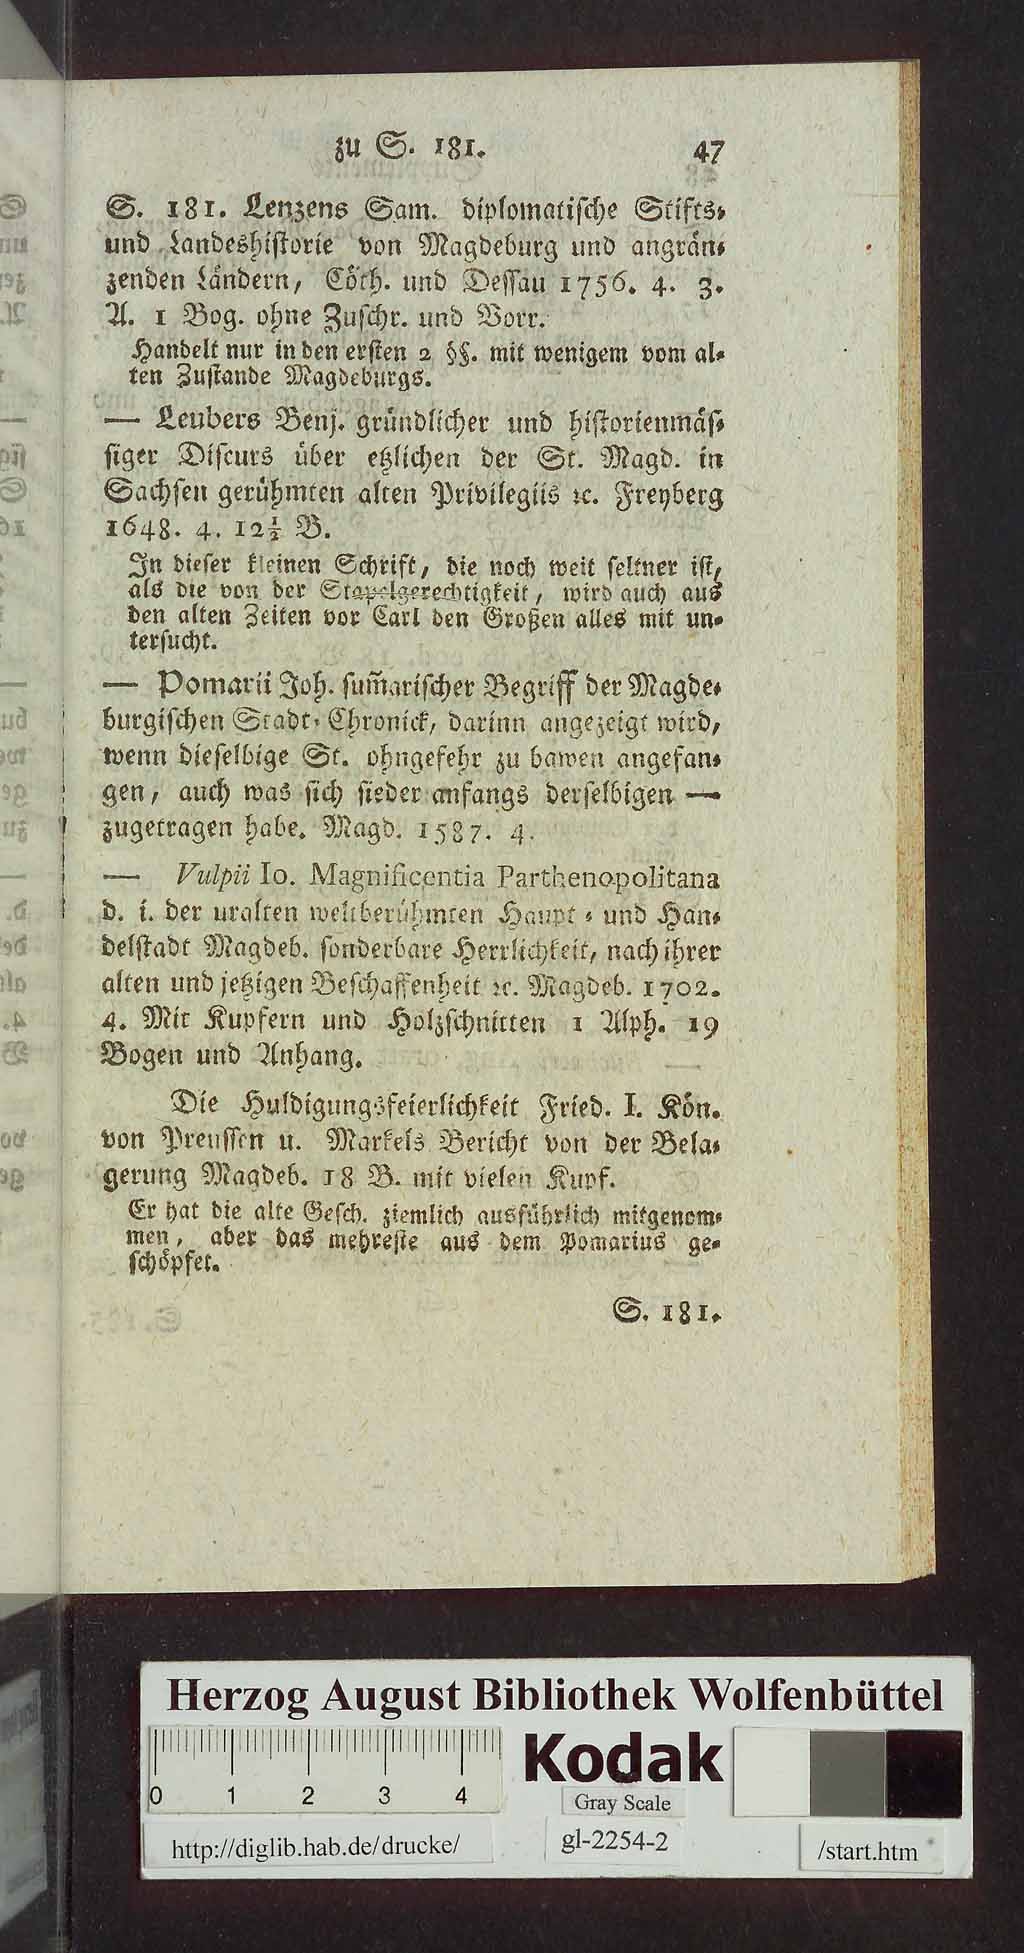 zu S. 181. 47
S. 181. Lenzens Sam. diplomatische Stifts-
und Landeshistorie von Magdeburg und angrän-
zenden Ländern, Cöth. und Dessau 1756. 4. 3.
A. 1 Bog. ohne Zuschr. und Vorr.
Handelt nur in den ersten 2 §§. mit wenigem vom al-
ten Zustande Magdeburgs.
— Leubers Benj. gründlicher und historienmäs-
siger Discurs über etzlichen der St. Magd. in
Sachsen gerühmten alten Privilegiis ꝛc. Freyberg
1648. 4. 12½ B.
In dieser kleinen Schrift, die noch weit seltner ist,
als die von der Stapelgerechtigkeit, wird auch aus
den alten Zeiten vor Carl den Großen alles mit un-
tersucht.
— Pomarii Joh. sum̄arischer Begriff der Magde-
burgischen Stadt-Chronick, darinn angezeigt wird,
wenn dieselbige St. ohngefehr zu bawen angefan-
gen, auch was sich sieder anfangs derselbigen —
zugetragen habe. Magd. 1587. 4.
— Vulpii Io. Magnificentia Parthenopolitana
d. i. der uralten weltberühmten Haupt- und Han-
delstadt Magdeb. sonderbare Herrlichkeit, nach ihrer
alten und jetzigen Beschaffenheit ꝛc. Magdeb. 1702.
4. Mit Kupfern und Holzschnitten 1 Alph. 19
Bogen und Anhang.
Die Huldigungsfeierlichkeit Fried. I. Kön.
von Preussen u. Markels Bericht von der Bela-
gerung Magdeb. 18 B. mit vielen Kupf.
Er hat die alte Gesch. ziemlich ausführlich mitgenom-
men, aber das mehreste aus dem Pomarius ge-
schöpfet.
S. 181.
Herzog August Bibliothek Wolfenbüttel
0 1 2 3 4
Kodak
Gray Scale
http://diglib.hab.de/drucke/ gl-2254-2 /start.htm